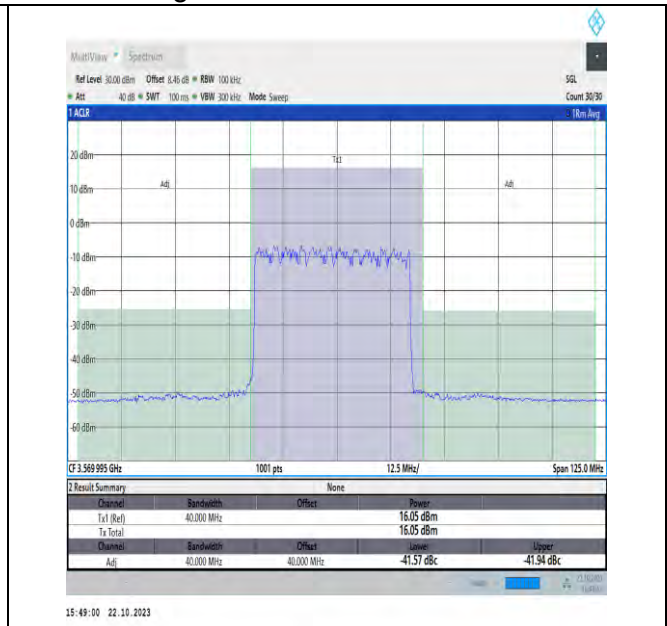 MultiView Spectrum
Ref Level 30.00 dBm Offset 8.46 dB RBW 100 kHz SGL
Att 40 dB SWT 100 ms VBW 300 kHz Mode Sweep Count 30/30
1 ACLR 1Rm Avg
20 dBm
Tx1
Adj Adj
10 dBm
0 dBm
-10 dBm
-20 dBm
-30 dBm
-40 dBm
-50 dBm
-60 dBm
CF 3.569 995 GHz 1001 pts 12.5 MHz/ Span 125.0 MHz
2 Result Summary None
Channel Bandwidth Offset Power
Tx1 (Ref) 40.000 MHz 16.05 dBm
Tx Total 16.05 dBm
Channel Bandwidth Offset Lower Upper
Adj 40.000 MHz 40.000 MHz -41.57 dBc -41.94 dBc
15:49:00 22.10.2023